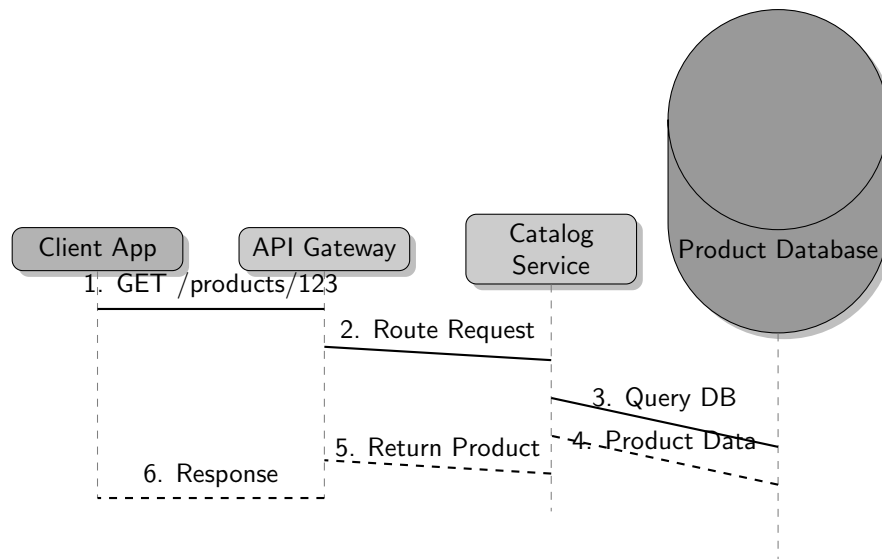 Client App
API Gateway
Catalog
Service
Product Database
1. GET /products/123
2. Route Request
3. Query DB
4. Product Data
5. Return Product
6. Response